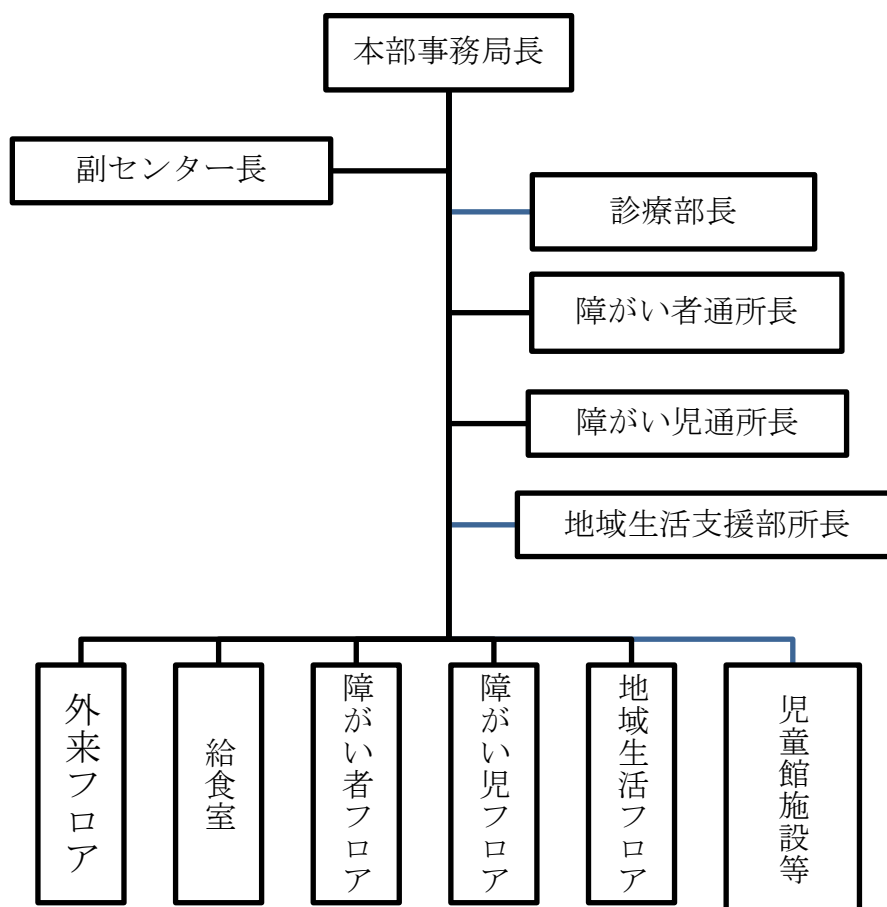 本部事務局長
副センター長
診療部長
障がい者通所長
障がい児通所長
地域生活支援部所長
外来フロア
給食室
障がい者フロア
障がい児フロア
地域生活フロア
児童館施設等